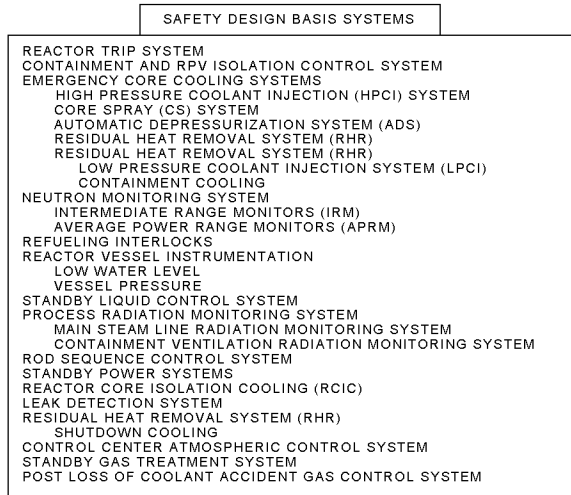 SAFETY DESIGN BASIS SYSTEMS
REACTOR TRIP SYSTEM
CONTAINMENT AND RPV ISOLATION CONTROL SYSTEM
EMERGENCY CORE COOLING SYSTEMS
HIGH PRESSURE COOLANT INJECTION (HPCI) SYSTEM
CORE SPRAY (CS) SYSTEM
AUTOMATIC DEPRESSURIZATION SYSTEM (ADS)
RESIDUAL HEAT REMOVAL SYSTEM (RHR)
RESIDUAL HEAT REMOVAL SYSTEM (RHR)
LOW PRESSURE COOLANT INJECTION SYSTEM (LPCI)
CONTAINMENT COOLING
NEUTRON MONITORING SYSTEM
INTERMEDIATE RANGE MONITORS (IRM)
AVERAGE POWER RANGE MONITORS (APRM)
REFUELING INTERLOCKS
REACTOR VESSEL INSTRUMENTATION
LOW WATER LEVEL
VESSEL PRESSURE
STANDBY LIQUID CONTROL SYSTEM
PROCESS RADIATION MONITORING SYSTEM
MAIN STEAM LINE RADIATION MONITORING SYSTEM
CONTAINMENT VENTILATION RADIATION MONITORING SYSTEM
ROD SEQUENCE CONTROL SYSTEM
STANDBY POWER SYSTEMS
REACTOR CORE ISOLATION COOLING (RCIC)
LEAK DETECTION SYSTEM
RESIDUAL HEAT REMOVAL SYSTEM (RHR)
SHUTDOWN COOLING
CONTROL CENTER ATMOSPHERIC CONTROL SYSTEM
STANDBY GAS TREATMENT SYSTEM
POST LOSS OF COOLANT ACCIDENT GAS CONTROL SYSTEM